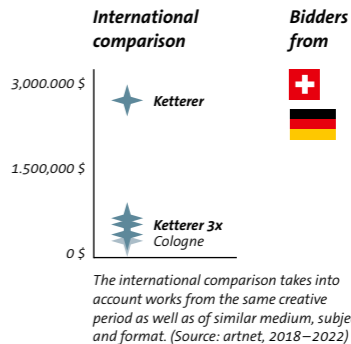 International
comparison
Bidders
from
3,000.000 $
Ketterer
1.500,000 $
Ketterer 3x
Cologne
0 $
The international comparison takes into
account works from the same creative
period as well as of similar medium, subje
and format. (Source: artnet, 2018–2022)